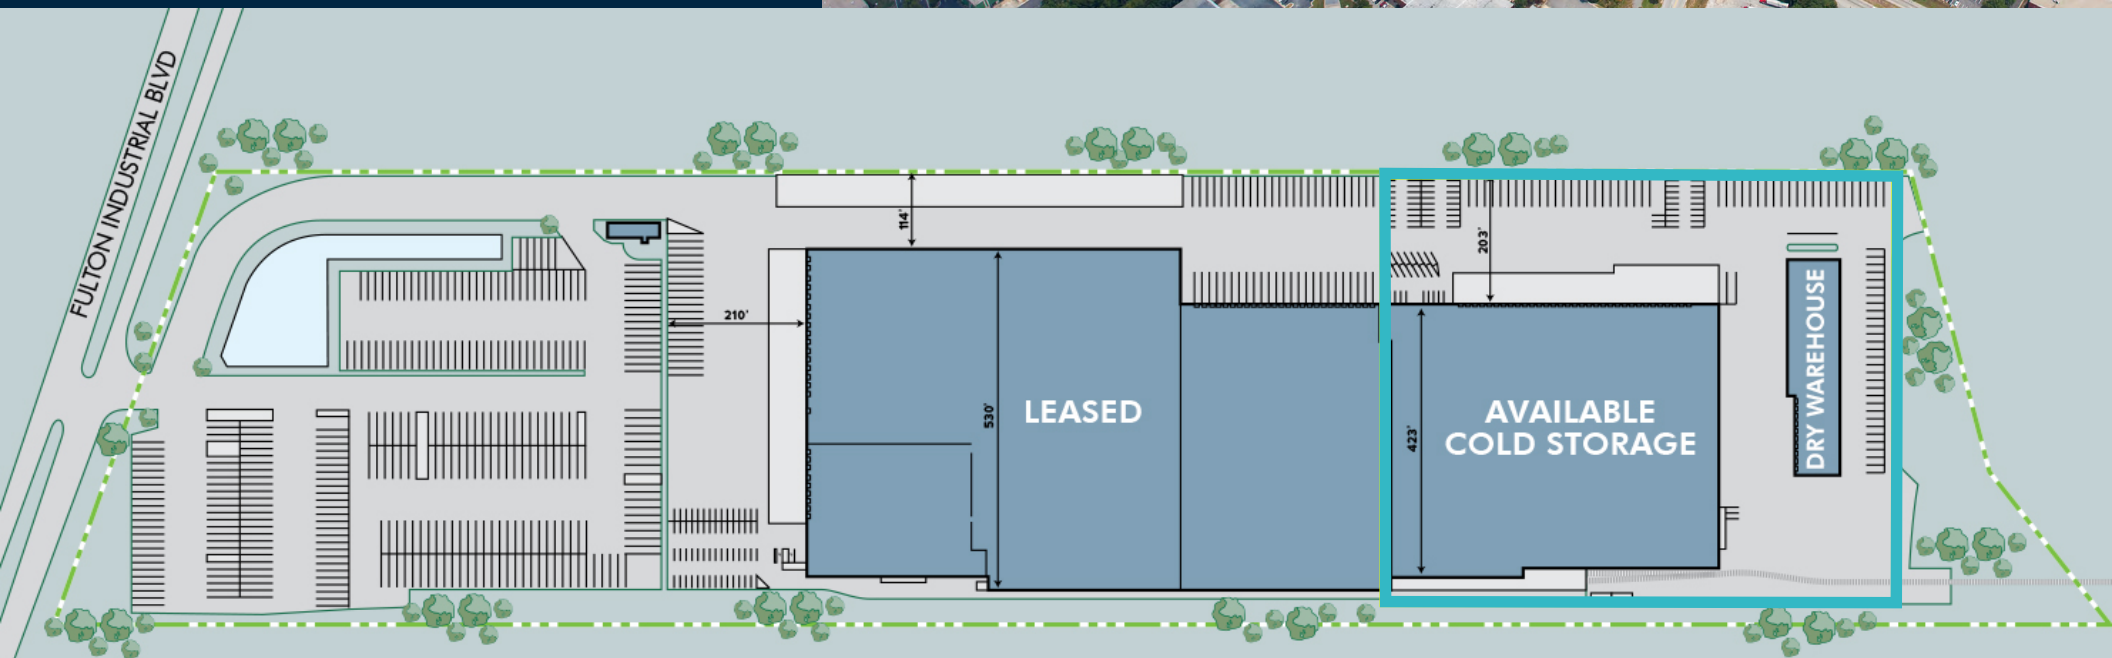 FULTON INDUSTRIAL BLVD
114'
203'
210'
530'
LEASED
423'
AVAILABLE
COLD STORAGE
DRY WAREHOUSE